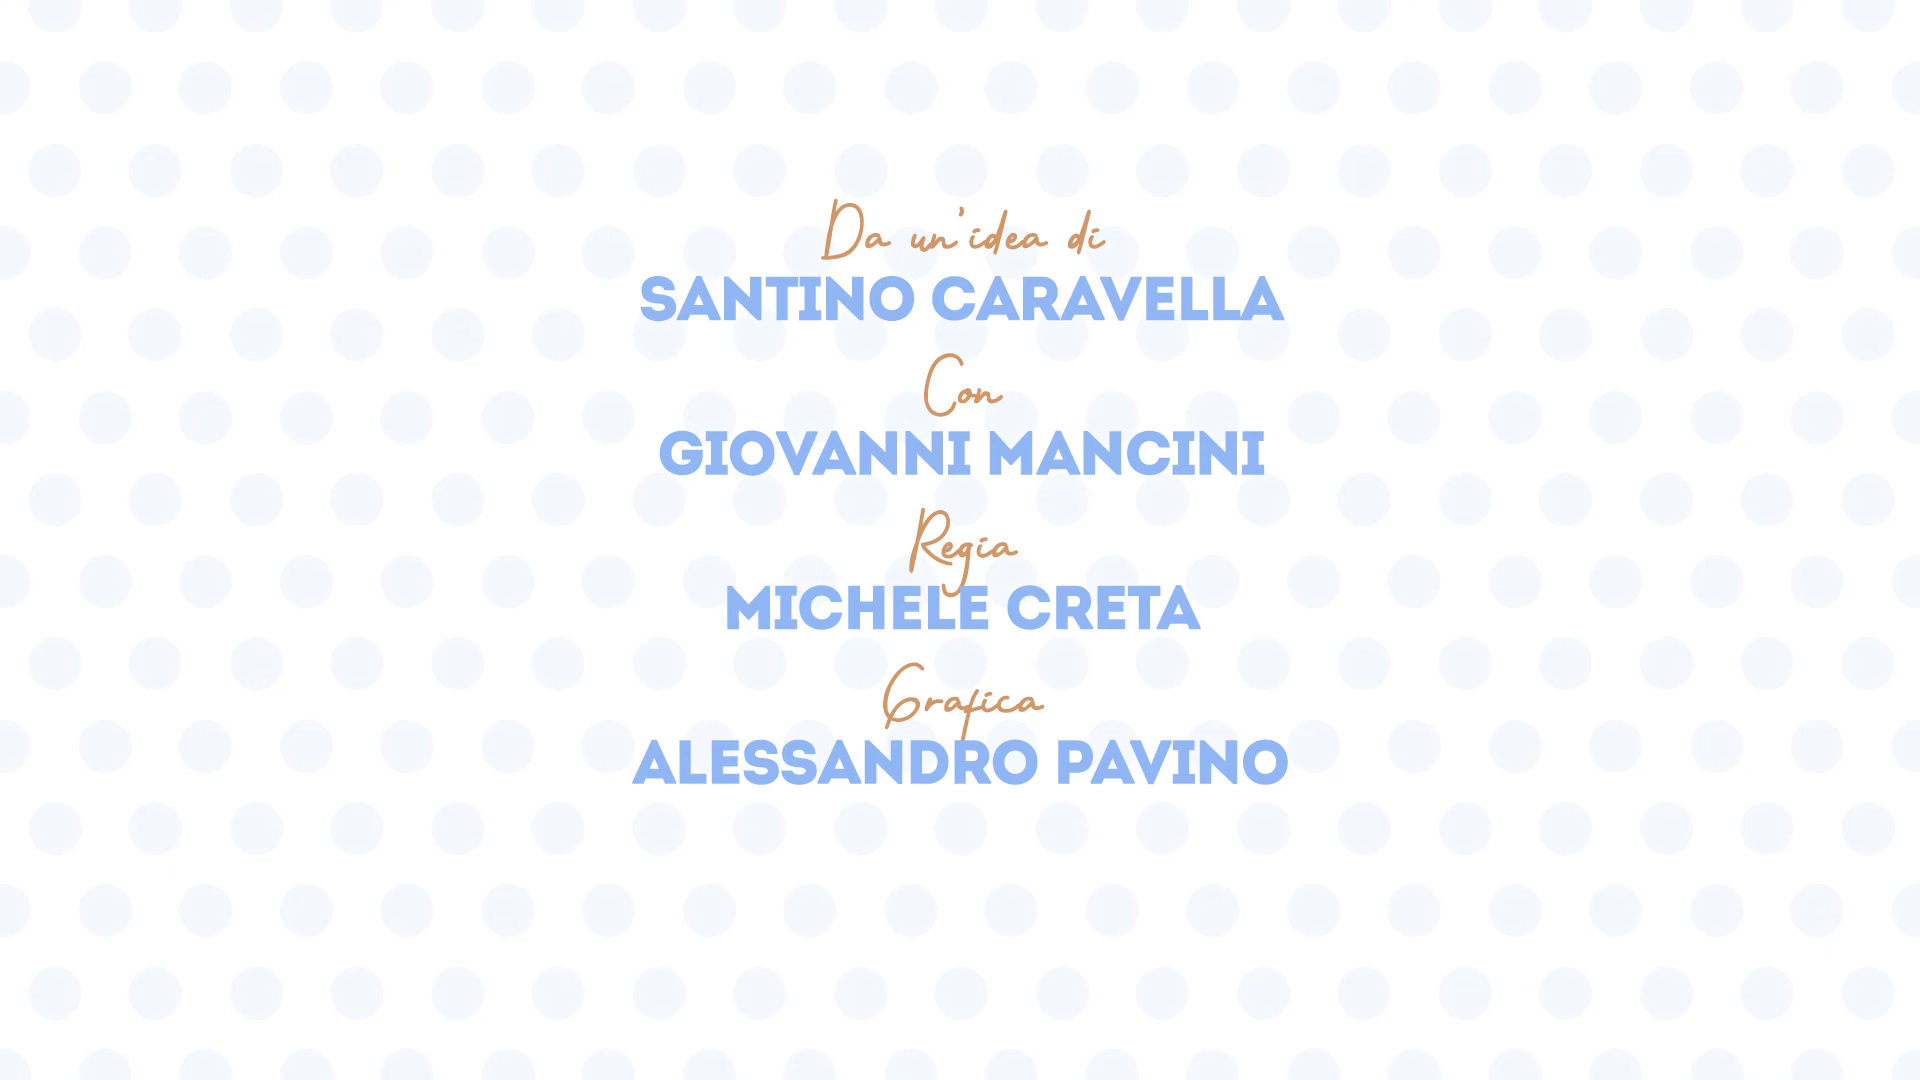 Da un'idea di
SANTINO CARAVELLA
Con
GIOVANNI MANCINI
Regia
MICHELE CRETA
Grafica
ALESSANDRO PAVINO